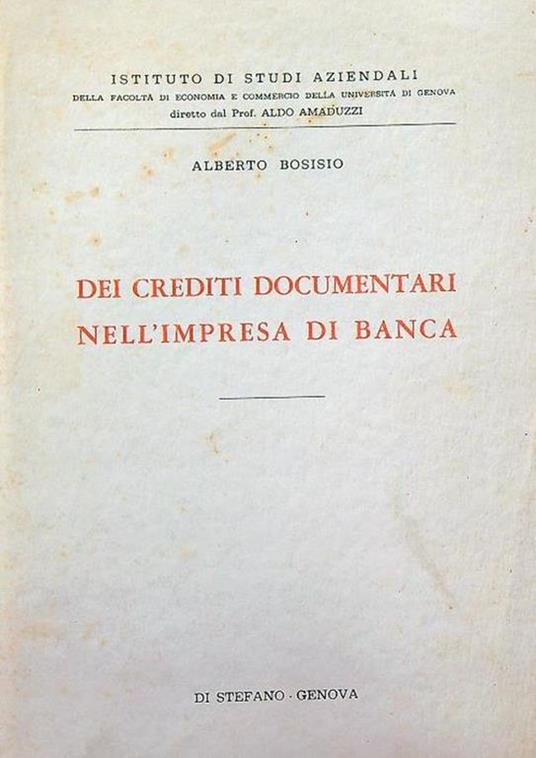 ISTITUTO DI STUDI AZIENDALI
DELLA FACOLTÀ DI ECONOMIA E COMMERCIO DELLA UNIVERSITÀ DI GENOVA
diretto dal Prof. ALDO AMADUZZI
ALBERTO BOSISIO
DEI CREDITI DOCUMENTARI
NELL'IMPRESA DI BANCA
DI STEFANO - GENOVA